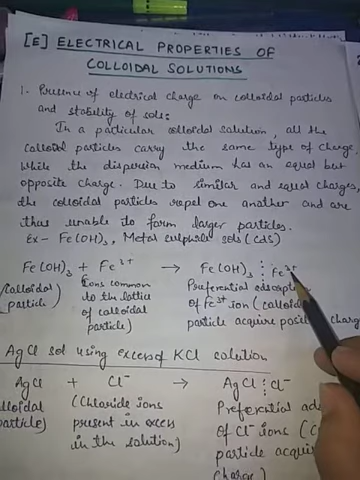 [E] ELECTRICAL PROPERTIES OF
COLLOIDAL SOLUTIONS
1. Presence of electrical charge on colloidal particles
and stability of sols:
In a particular colloidal solution, all the
colloidal particles carry the same type of charge,
while the dispersion medium has an equal but
opposite charge. Due to similar and equal charges,
the colloidal particles repel one another and are
thus unable to form larger particles.
Ex- Fe(OH)₃, Metal sulphide sols (CdS)
Fe(OH)₃ + Fe³⁺ → Fe(OH)₃ ⋮ Fe³⁺
(Colloidal particle) (Ions common to the lattice of colloidal particle) Preferential adsorption
of Fe³⁺ ion (colloidal
particle acquire positive charge
AgCl sol using excess of KCl solution
AgCl + Cl⁻ → AgCl ⋮ Cl⁻
colloidal particle) (Chloride ions present in excess in the solution) Preferential ads
of Cl⁻ ions (
particle acqui
charge)